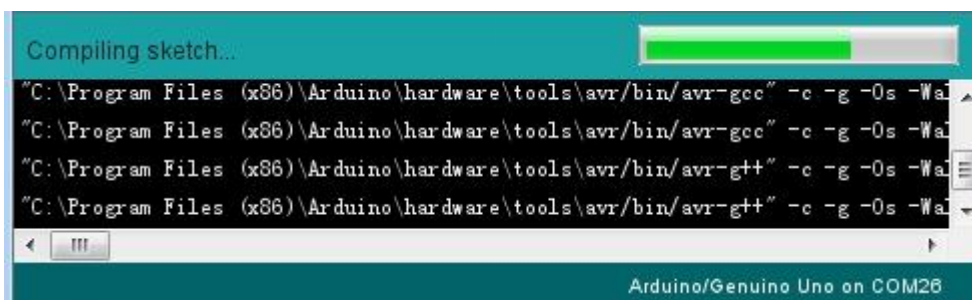 Compiling sketch...
"C:\Program Files (x86)\Arduino\hardware\tools\avr/bin/avr-gcc" -c -g -Os -Wal
"C:\Program Files (x86)\Arduino\hardware\tools\avr/bin/avr-gcc" -c -g -Os -Wal
"C:\Program Files (x86)\Arduino\hardware\tools\avr/bin/avr-g++" -c -g -Os -Wal
"C:\Program Files (x86)\Arduino\hardware\tools\avr/bin/avr-g++" -c -g -Os -Wal
Arduino/Genuino Uno on COM26